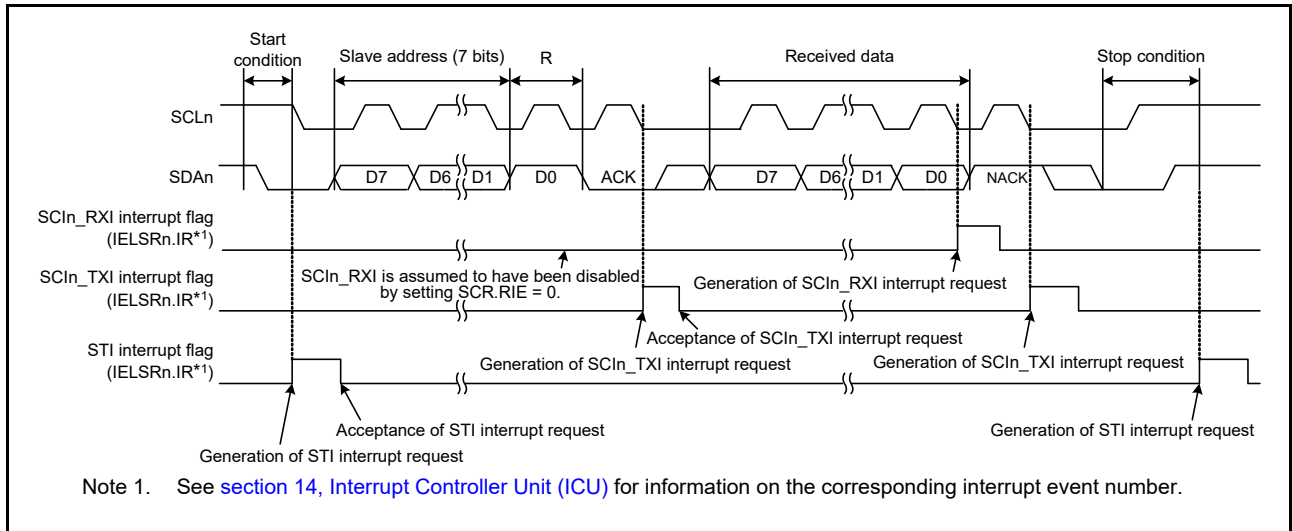 Start
condition
Slave address (7 bits)
R
Received data
Stop condition
SCLn
SDAn
D7
D6
D1
D0
ACK
D7
D6
D1
D0
NACK
SCIn_RXI interrupt flag
(IELSRn.IR*1)
SCIn_RXI is assumed to have been disabled
by setting SCR.RIE = 0.
Generation of SCIn_RXI interrupt request
SCIn_TXI interrupt flag
(IELSRn.IR*1)
Acceptance of SCIn_TXI interrupt request
Generation of SCIn_TXI interrupt request
Generation of SCIn_TXI interrupt request
STI interrupt flag
(IELSRn.IR*1)
Acceptance of STI interrupt request
Generation of STI interrupt request
Generation of STI interrupt request
Note 1. See section 14, Interrupt Controller Unit (ICU) for information on the corresponding interrupt event number.